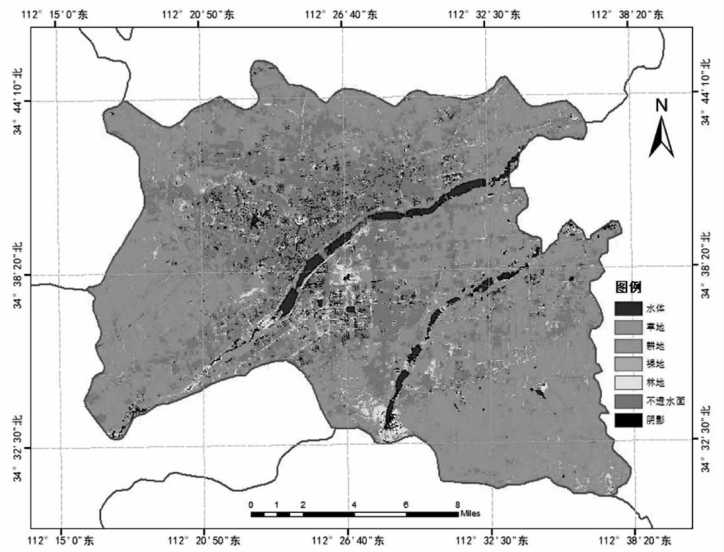 112° 15′0″东 112° 20′50″东 112° 26′40″东 112° 32′30″东 112° 38′20″东
34° 44′10″北
34° 44′10″北
N
34° 38′20″北
34° 38′20″北
图例
水体
草地
耕地
裸地
林地
不透水面
阴影
34° 32′30″北
34° 32′30″北
0 1 2 4 6 8
Miles
112° 15′0″东 112° 20′50″东 112° 26′40″东 112° 32′30″东 112° 38′20″东